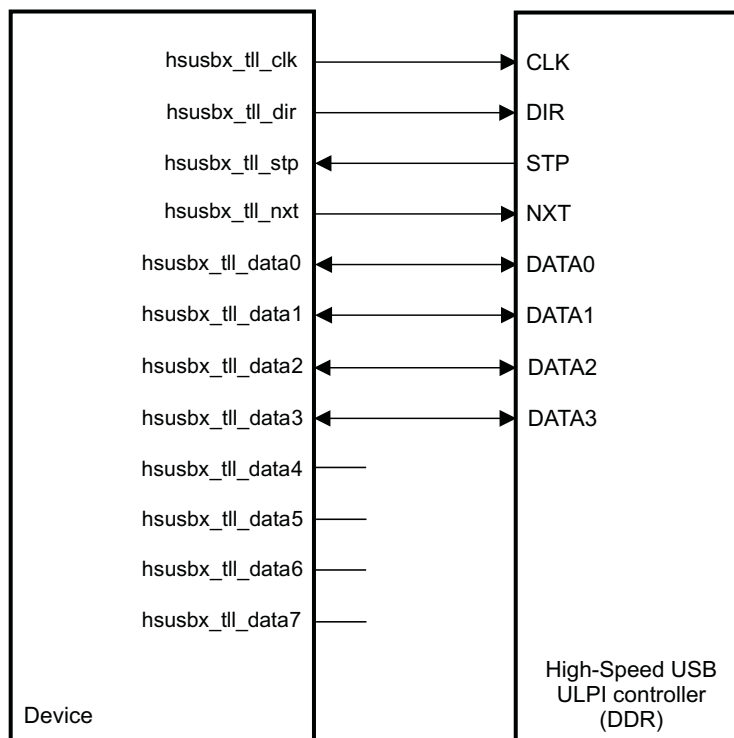 hsusbx_tll_clk CLK
hsusbx_tll_dir DIR
hsusbx_tll_stp STP
hsusbx_tll_nxt NXT
hsusbx_tll_data0 DATA0
hsusbx_tll_data1 DATA1
hsusbx_tll_data2 DATA2
hsusbx_tll_data3 DATA3
hsusbx_tll_data4
hsusbx_tll_data5
hsusbx_tll_data6
hsusbx_tll_data7
Device
High-Speed USB
ULPI controller
(DDR)